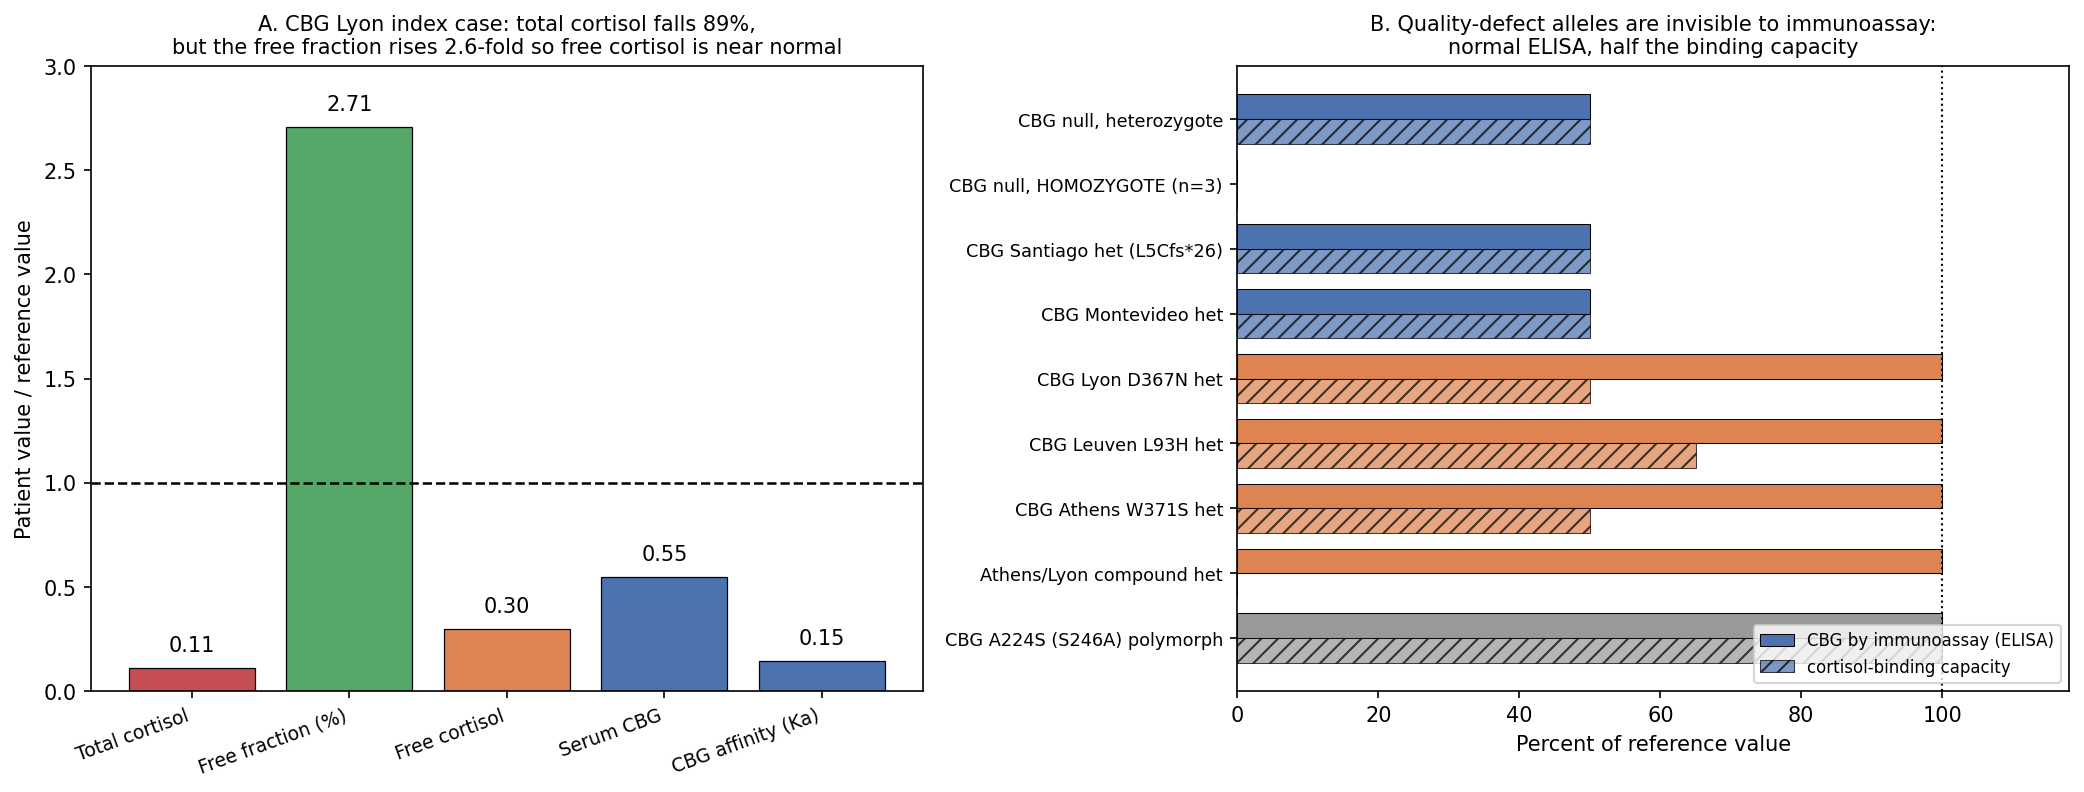 A. CBG Lyon index case: total cortisol falls 89%,
but the free fraction rises 2.6-fold so free cortisol is near normal
Patient value / reference value
3.0
2.5
2.0
1.5
1.0
0.5
0.0
0.11
2.71
0.30
0.55
0.15
Total cortisol
Free fraction (%)
Free cortisol
Serum CBG
CBG affinity (Ka)
B. Quality-defect alleles are invisible to immunoassay:
normal ELISA, half the binding capacity
CBG null, heterozygote
CBG null, HOMOZYGOTE (n=3)
CBG Santiago het (L5Cfs*26)
CBG Montevideo het
CBG Lyon D367N het
CBG Leuven L93H het
CBG Athens W371S het
Athens/Lyon compound het
CBG A224S (S246A) polymorph
CBG by immunoassay (ELISA)
cortisol-binding capacity
0
20
40
60
80
100
Percent of reference value